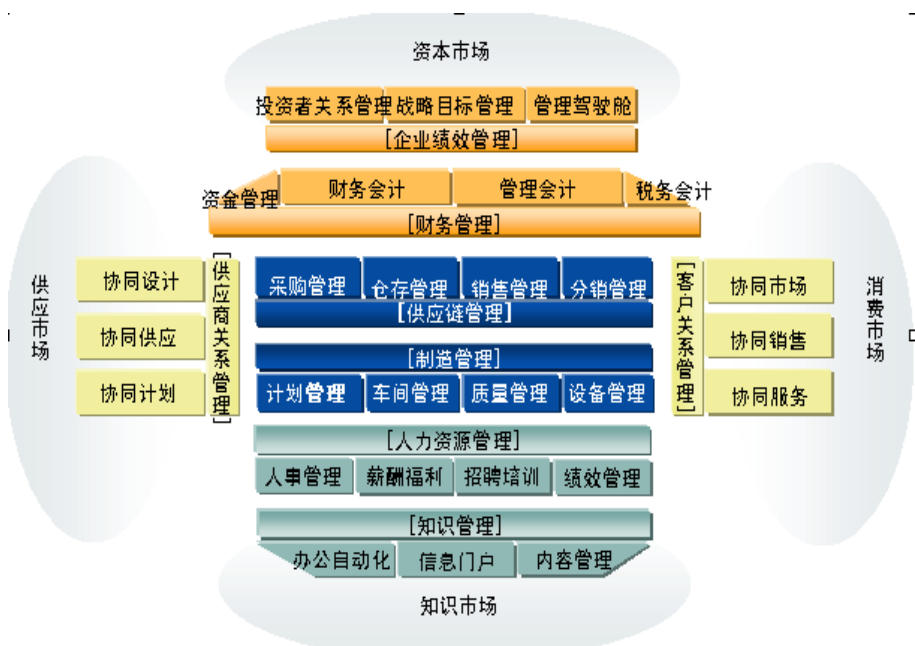 资本市场
投资者关系管理 战略目标管理 管理驾驶舱
[企业绩效管理]
资金管理 财务会计 管理会计 税务会计
[财务管理]
供应市场
协同设计
协同供应
协同计划
[供应商关系管理]
采购管理 仓存管理 销售管理 分销管理
[供应链管理]
[制造管理]
计划管理 车间管理 质量管理 设备管理
[客户关系管理]
协同市场
协同销售
协同服务
消费市场
[人力资源管理]
人事管理 薪酬福利 招聘培训 绩效管理
[知识管理]
办公自动化 信息门户 内容管理
知识市场